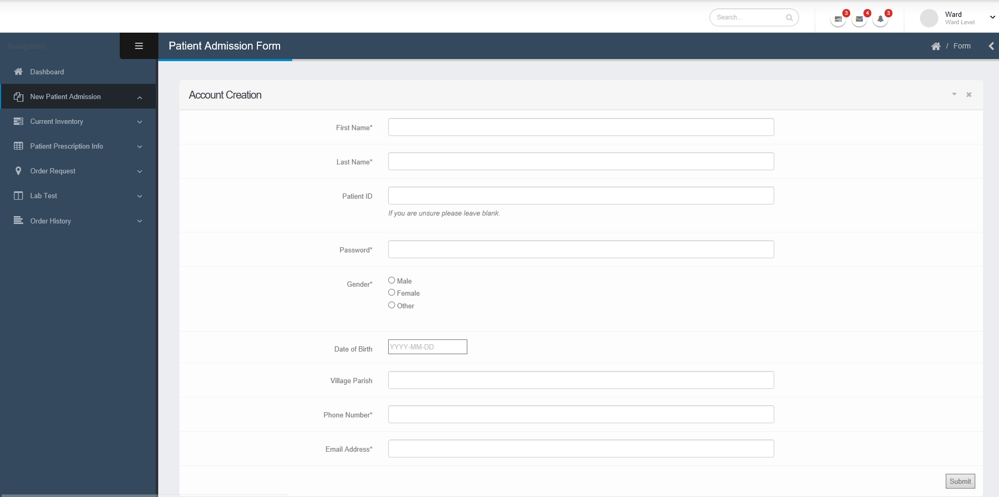 Search...
3
4
3
Ward
Ward Level
Navigation
Patient Admission Form
/ Form
Dashboard
New Patient Admission
Current Inventory
Patient Prescription Info
Order Request
Lab Test
Order History
Account Creation
First Name*
Last Name*
Patient ID
If you are unsure please leave blank.
Password*
Gender*
Male
Female
Other
Date of Birth
YYYY-MM-DD
Village Parish
Phone Number*
Email Address*
Submit